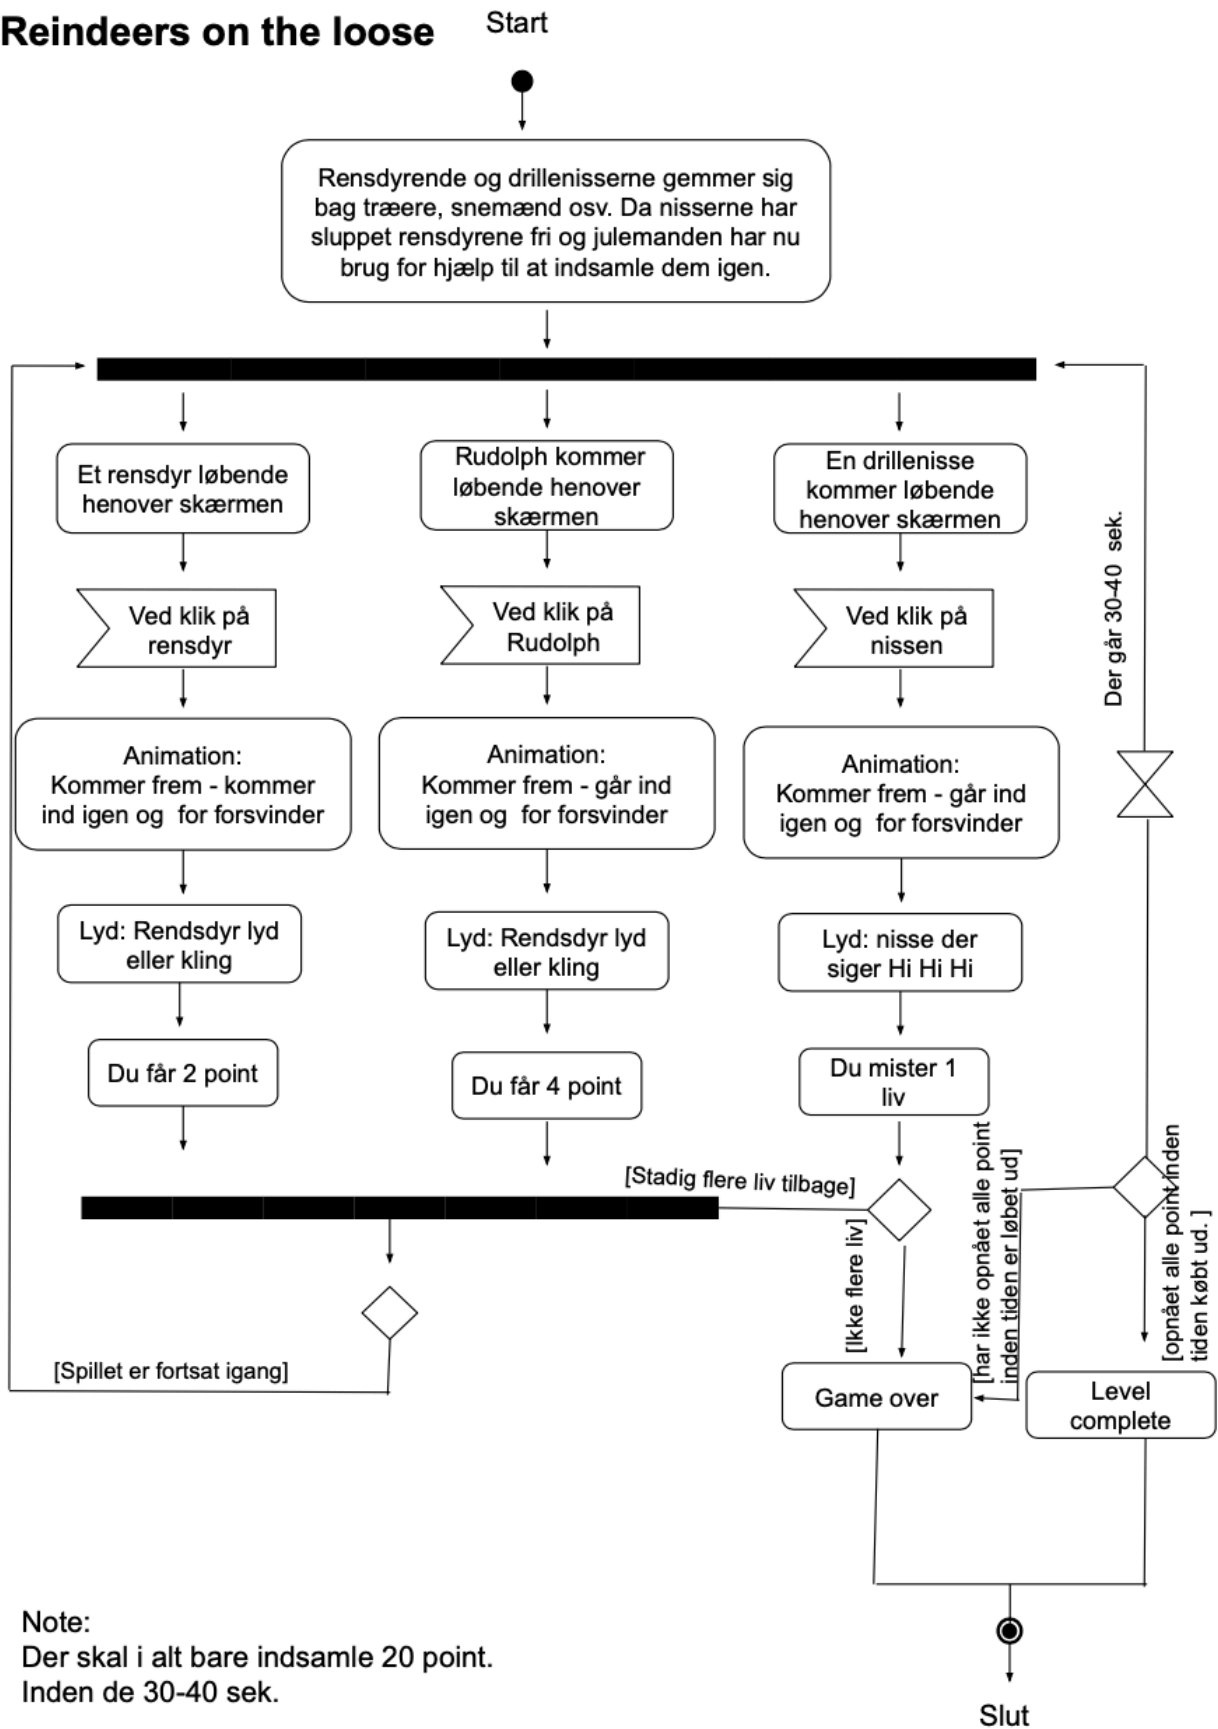 Reindeers on the loose
Start
Rensdyrende og drillenisserne gemmer sig
bag træere, snemænd osv. Da nisserne har
sluppet rensdyrene fri og julemanden har nu
brug for hjælp til at indsamle dem igen.
Et rensdyr løbende
henover skærmen
Rudolph kommer
løbende henover
skærmen
En drillenisse
kommer løbende
henover skærmen
Der går 30-40 sek.
Ved klik på
rensdyr
Ved klik på
Rudolph
Ved klik på
nissen
Animation:
Kommer frem - kommer
ind igen og for forsvinder
Animation:
Kommer frem - går ind
igen og for forsvinder
Animation:
Kommer frem - går ind
igen og for forsvinder
Lyd: Rendsdyr lyd
eller kling
Lyd: Rendsdyr lyd
eller kling
Lyd: nisse der
siger Hi Hi Hi
Du får 2 point
Du får 4 point
Du mister 1
liv
[Stadig flere liv tilbage]
[Ikke flere liv]
[har ikke opnået alle point
inden tiden er løbet ud]
[opnået alle point inden
tiden købt ud. ]
[Spillet er fortsat igang]
Game over
Level
complete
Note:
Der skal i alt bare indsamle 20 point.
Inden de 30-40 sek.
Slut